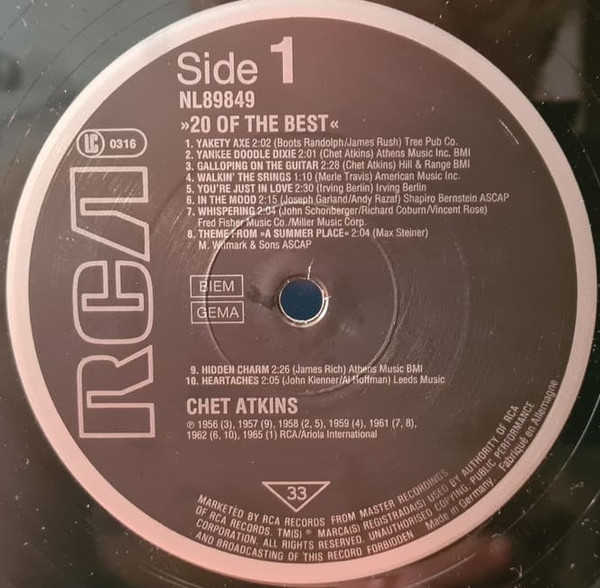 Side 1
NL89849
»20 OF THE BEST«
LC 0316
1. YAKETY AXE 2:02 (Boots Randolph/James Rush) Tree Pub Co.
2. YANKEE DOODLE DIXIE 2:01 (Chet Atkins) Athens Music Inc. BMI
3. GALLOPING ON THE GUITAR 2:28 (Chet Atkins) Hill & Range BMI
4. WALKIN' THE SRINGS 1:10 (Merle Travis) American Music Inc.
5. YOU'RE JUST IN LOVE 2:30 (Irving Berlin) Irving Berlin
6. IN THE MOOD 2:15 (Joseph Garland/Andy Razaf) Shapiro Bernstein ASCAP
7. WHISPERING 2:04 (John Schonberger/Richard Coburn/Vincent Rose)
Fred Fisher Music Co./Miller Music Corp.
8. THEME FROM »A SUMMER PLACE« 2:04 (Max Steiner)
M. Witmark & Sons ASCAP
RCA
BIEM
GEMA
9. HIDDEN CHARM 2:26 (James Rich) Athens Music BMI
10. HEARTACHES 2:05 (John Klenner/Al Hoffman) Leeds Music
CHET ATKINS
℗ 1956 (3), 1957 (9), 1958 (2, 5), 1959 (4), 1961 (7, 8),
1962 (6, 10), 1965 (1) RCA/Ariola International
33
MARKETED BY RCA RECORDS FROM MASTER RECORDINGS
OF RCA RECORDS. TM(S) ® MARCA(S) REGISTRADA(S) USED BY AUTHORITY OF RCA
CORPORATION. ALL RIGHTS RESERVED. UNAUTHORISED COPYING, PUBLIC PERFORMANCE
AND BROADCASTING OF THIS RECORD FORBIDDEN Made in Germany. Fabriqué en Allemagne